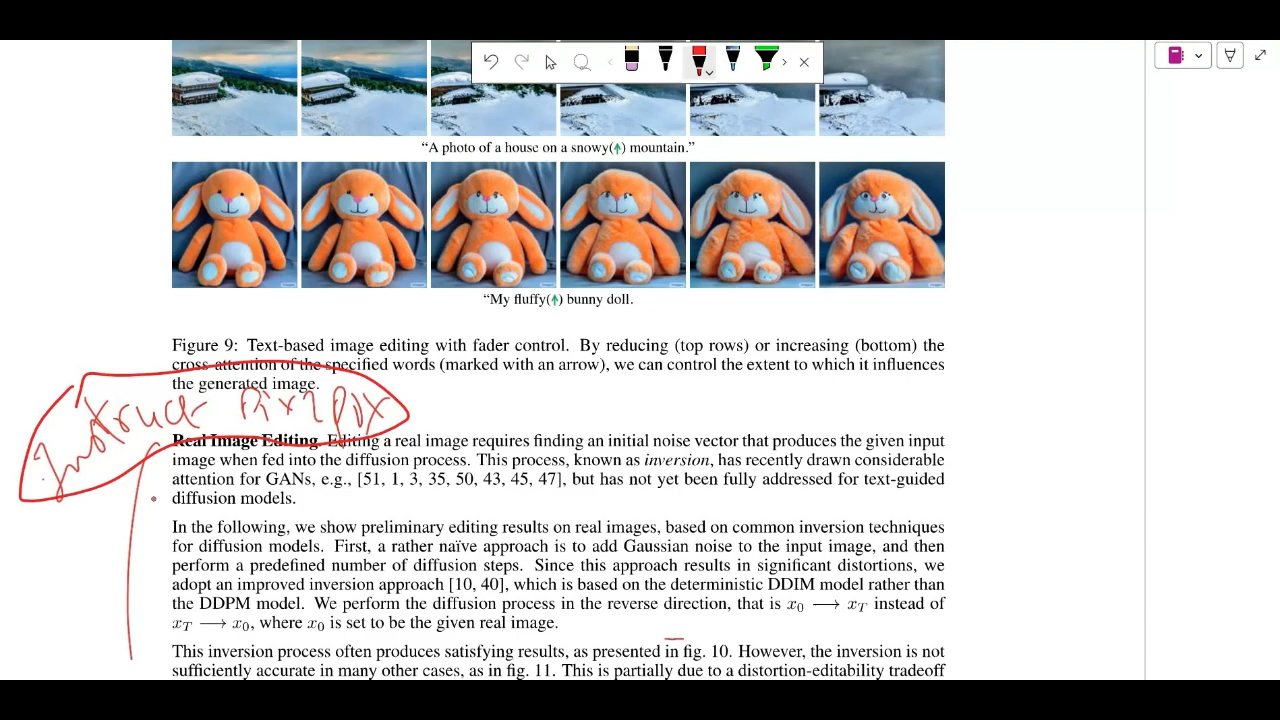 “A photo of a house on a snowy(↑) mountain.”
“My fluffy(↑) bunny doll.
Figure 9: Text-based image editing with fader control. By reducing (top rows) or increasing (bottom) the
cross-attention of the specified words (marked with an arrow), we can control the extent to which it influences
the generated image.
Instruct Pix2pix
Real Image Editing. Editing a real image requires finding an initial noise vector that produces the given input
image when fed into the diffusion process. This process, known as inversion, has recently drawn considerable
attention for GANs, e.g., [51, 1, 3, 35, 50, 43, 45, 47], but has not yet been fully addressed for text-guided
diffusion models.
In the following, we show preliminary editing results on real images, based on common inversion techniques
for diffusion models. First, a rather naïve approach is to add Gaussian noise to the input image, and then
perform a predefined number of diffusion steps. Since this approach results in significant distortions, we
adopt an improved inversion approach [10, 40], which is based on the deterministic DDIM model rather than
the DDPM model. We perform the diffusion process in the reverse direction, that is x₀ ⟶ x_T instead of
x_T ⟶ x₀, where x₀ is set to be the given real image.
This inversion process often produces satisfying results, as presented in fig. 10. However, the inversion is not
sufficiently accurate in many other cases, as in fig. 11. This is partially due to a distortion-editability tradeoff